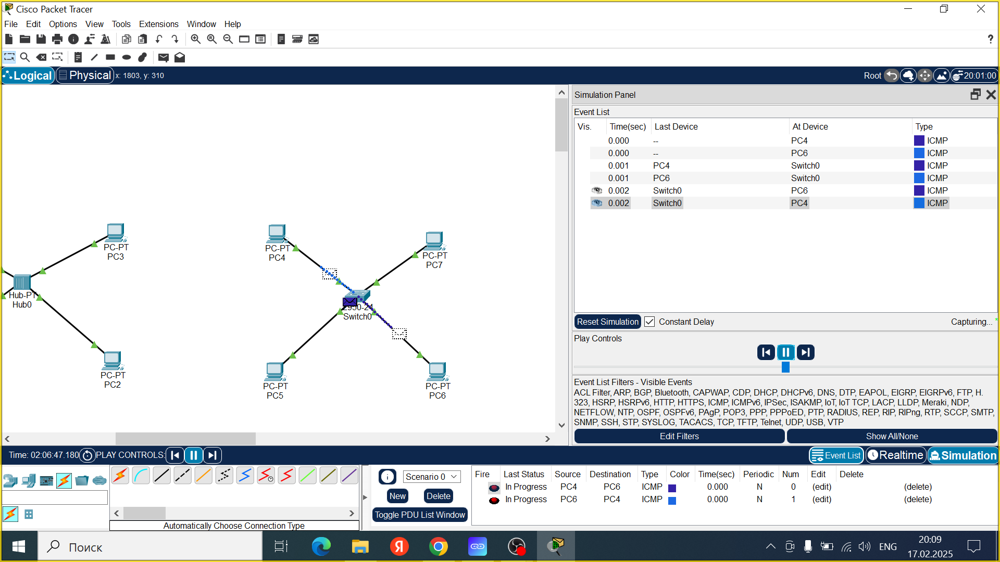 Cisco Packet Tracer
File Edit Options View Tools Extensions Window Help
?
Logical Physical x: 1803, y: 310 Root 20:01:00
Simulation Panel
Event List
Vis. Time(sec) Last Device At Device Type
0.000 -- PC4 ICMP
0.000 -- PC6 ICMP
0.001 PC4 Switch0 ICMP
0.001 PC6 Switch0 ICMP
0.002 Switch0 PC6 ICMP
0.002 Switch0 PC4 ICMP
PC-PT
PC3
PC-PT
PC4
PC-PT
PC7
Hub-PT
Hub0
2950-24
Switch0
PC-PT
PC2
PC-PT
PC5
PC-PT
PC6
Reset Simulation Constant Delay Capturing...
Play Controls
Event List Filters - Visible Events
ACL Filter, ARP, BGP, Bluetooth, CAPWAP, CDP, DHCP, DHCPv6, DNS, DTP, EAPOL, EIGRP, EIGRPv6, FTP, H.
323, HSRP, HSRPv6, HTTP, HTTPS, ICMP, ICMPv6, IPSec, ISAKMP, IoT, IoT TCP, LACP, LLDP, Meraki, NDP,
NETFLOW, NTP, OSPF, OSPFv6, PAgP, POP3, PPP, PPPoED, PTP, RADIUS, REP, RIP, RIPng, RTP, SCCP, SMTP,
SNMP, SSH, STP, SYSLOG, TACACS, TCP, TFTP, Telnet, UDP, USB, VTP
Edit Filters Show All/None
Time: 02:06:47.180 PLAY CONTROLS: Event List Realtime Simulation
Scenario 0
New Delete
Toggle PDU List Window
Fire Last Status Source Destination Type Color Time(sec) Periodic Num Edit Delete
In Progress PC4 PC6 ICMP 0.000 N 0 (edit) (delete)
In Progress PC6 PC4 ICMP 0.000 N 1 (edit) (delete)
Automatically Choose Connection Type
Поиск
Я
ENG
20:09
17.02.2025